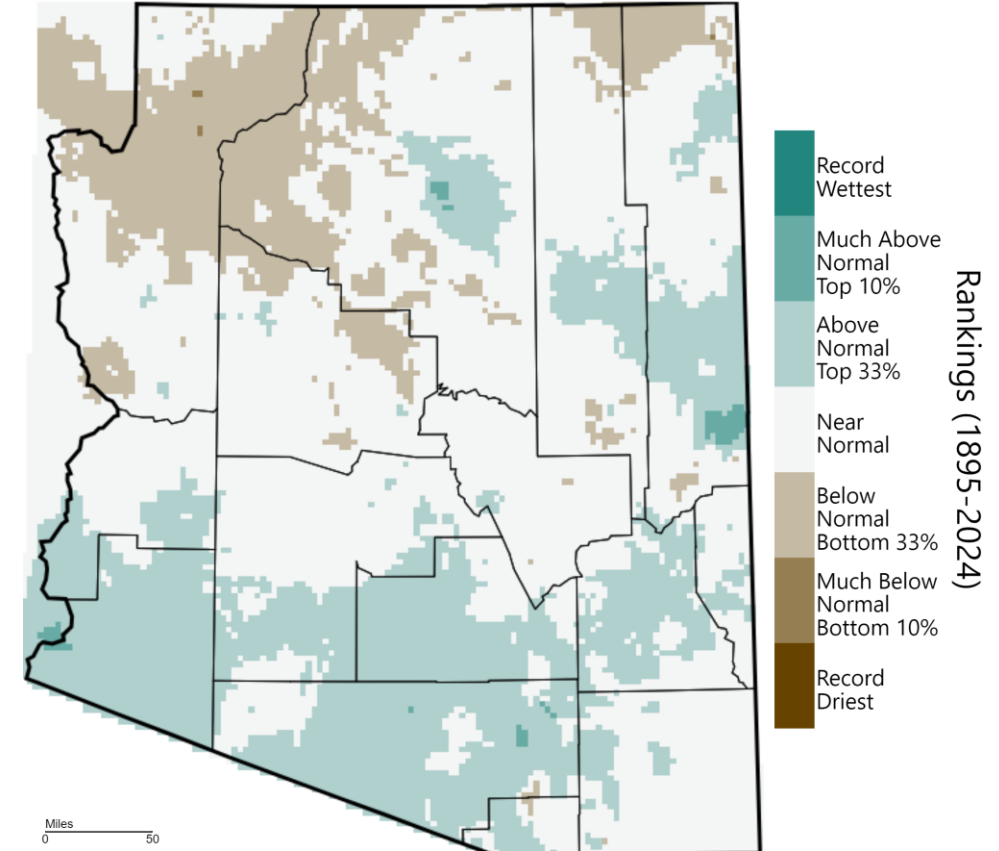 Record
Wettest
Much Above
Normal
Top 10%
Above
Normal
Top 33%
Near
Normal
Below
Normal
Bottom 33%
Much Below
Normal
Bottom 10%
Record
Driest
Rankings (1895-2024)
Miles
0 50